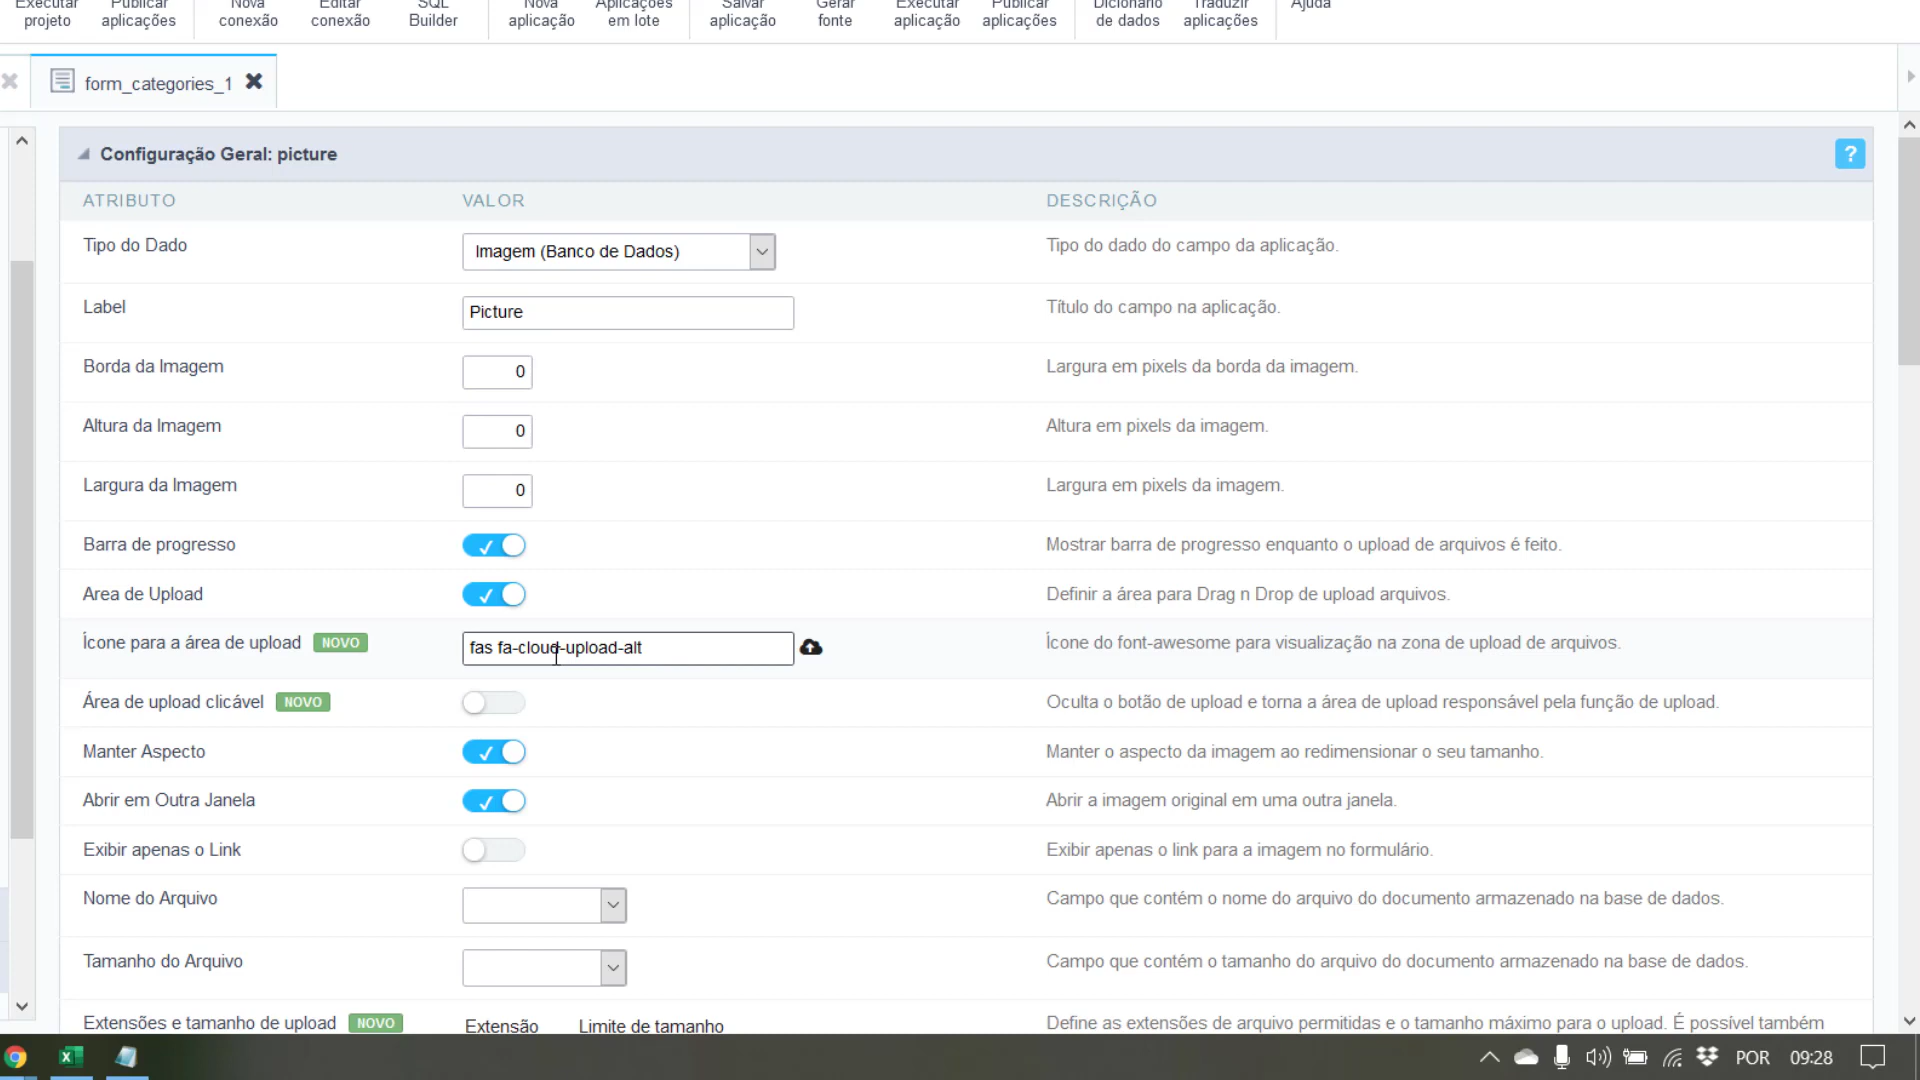 Executar Publicar Nova Editar SQL Nova Aplicações Salvar Gerar Executar Publicar Dicionário Traduzir Ajuda
projeto aplicações conexão conexão Builder aplicação em lote aplicação fonte aplicação aplicações de dados aplicações
form_categories_1
Configuração Geral: picture ?
ATRIBUTO VALOR DESCRIÇÃO
Tipo do Dado Imagem (Banco de Dados) Tipo do dado do campo da aplicação.
Label Picture Título do campo na aplicação.
Borda da Imagem 0 Largura em pixels da borda da imagem.
Altura da Imagem 0 Altura em pixels da imagem.
Largura da Imagem 0 Largura em pixels da imagem.
Barra de progresso Mostrar barra de progresso enquanto o upload de arquivos é feito.
Area de Upload Definir a área para Drag n Drop de upload arquivos.
Ícone para a área de upload NOVO fas fa-cloud-upload-alt Ícone do font-awesome para visualização na zona de upload de arquivos.
Área de upload clicável NOVO Oculta o botão de upload e torna a área de upload responsável pela função de upload.
Manter Aspecto Manter o aspecto da imagem ao redimensionar o seu tamanho.
Abrir em Outra Janela Abrir a imagem original em uma outra janela.
Exibir apenas o Link Exibir apenas o link para a imagem no formulário.
Nome do Arquivo Campo que contém o nome do arquivo do documento armazenado na base de dados.
Tamanho do Arquivo Campo que contém o tamanho do arquivo do documento armazenado na base de dados.
Extensões e tamanho de upload NOVO Extensão Limite de tamanho Define as extensões de arquivo permitidas e o tamanho máximo para o upload. É possível também
POR 09:28